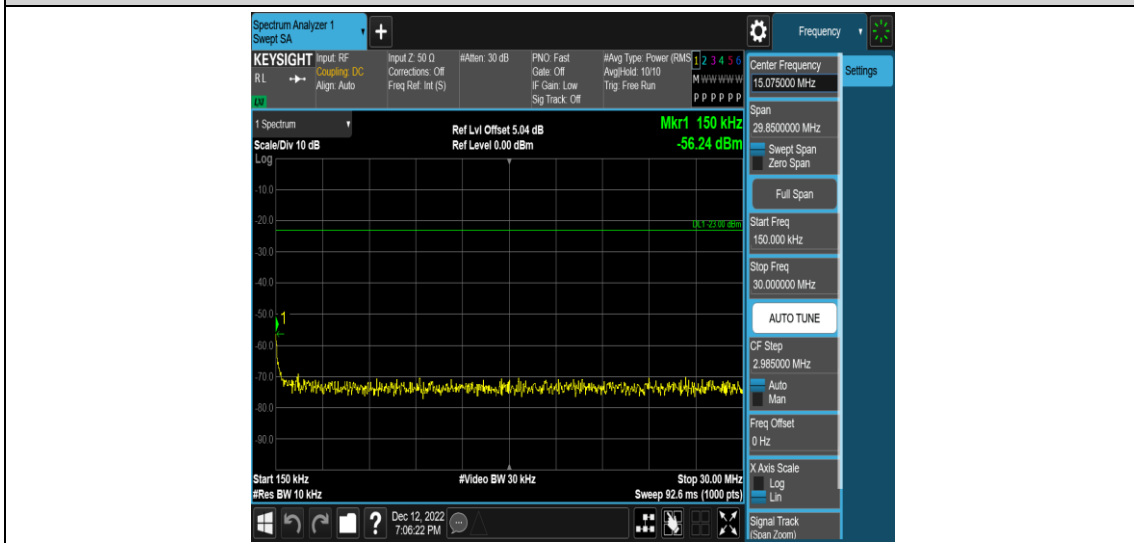 Spectrum Analyzer 1
Swept SA
+
Frequency
KEYSIGHT Input: RF Input Z: 50 Ω #Atten: 30 dB PNO: Fast #Avg Type: Power (RMS 1 2 3 4 5 6
RL Coupling: DC Corrections: Off Gate: Off Avg|Hold: 10/10 M W W W W W
Align: Auto Freq Ref: Int (S) IF Gain: Low Trig: Free Run
Sig Track: Off P P P P P P
1 Spectrum
Ref Lvl Offset 5.04 dB
Mkr1 150 kHz
Scale/Div 10 dB
Ref Level 0.00 dBm
-56.24 dBm
Log
-10.0
-20.0
DL1 -23.00 dBm
-30.0
-40.0
-50.0
1
-60.0
-70.0
-80.0
-90.0
Start 150 kHz #Video BW 30 kHz Stop 30.00 MHz
#Res BW 10 kHz Sweep 92.6 ms (1000 pts)
?
Dec 12, 2022
7:06:22 PM
Center Frequency
15.075000 MHz
Settings
Span
29.8500000 MHz
Swept Span
Zero Span
Full Span
Start Freq
150.000 kHz
Stop Freq
30.000000 MHz
AUTO TUNE
CF Step
2.985000 MHz
Auto
Man
Freq Offset
0 Hz
X Axis Scale
Log
Lin
Signal Track
(Span Zoom)